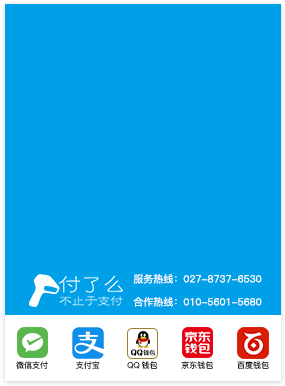 付了么
不止于支付
服务热线：027-8737-6530
合作热线：010-5601-5680
QQ钱包
京东
钱包
微信支付
支付宝
QQ 钱包
京东钱包
百度钱包